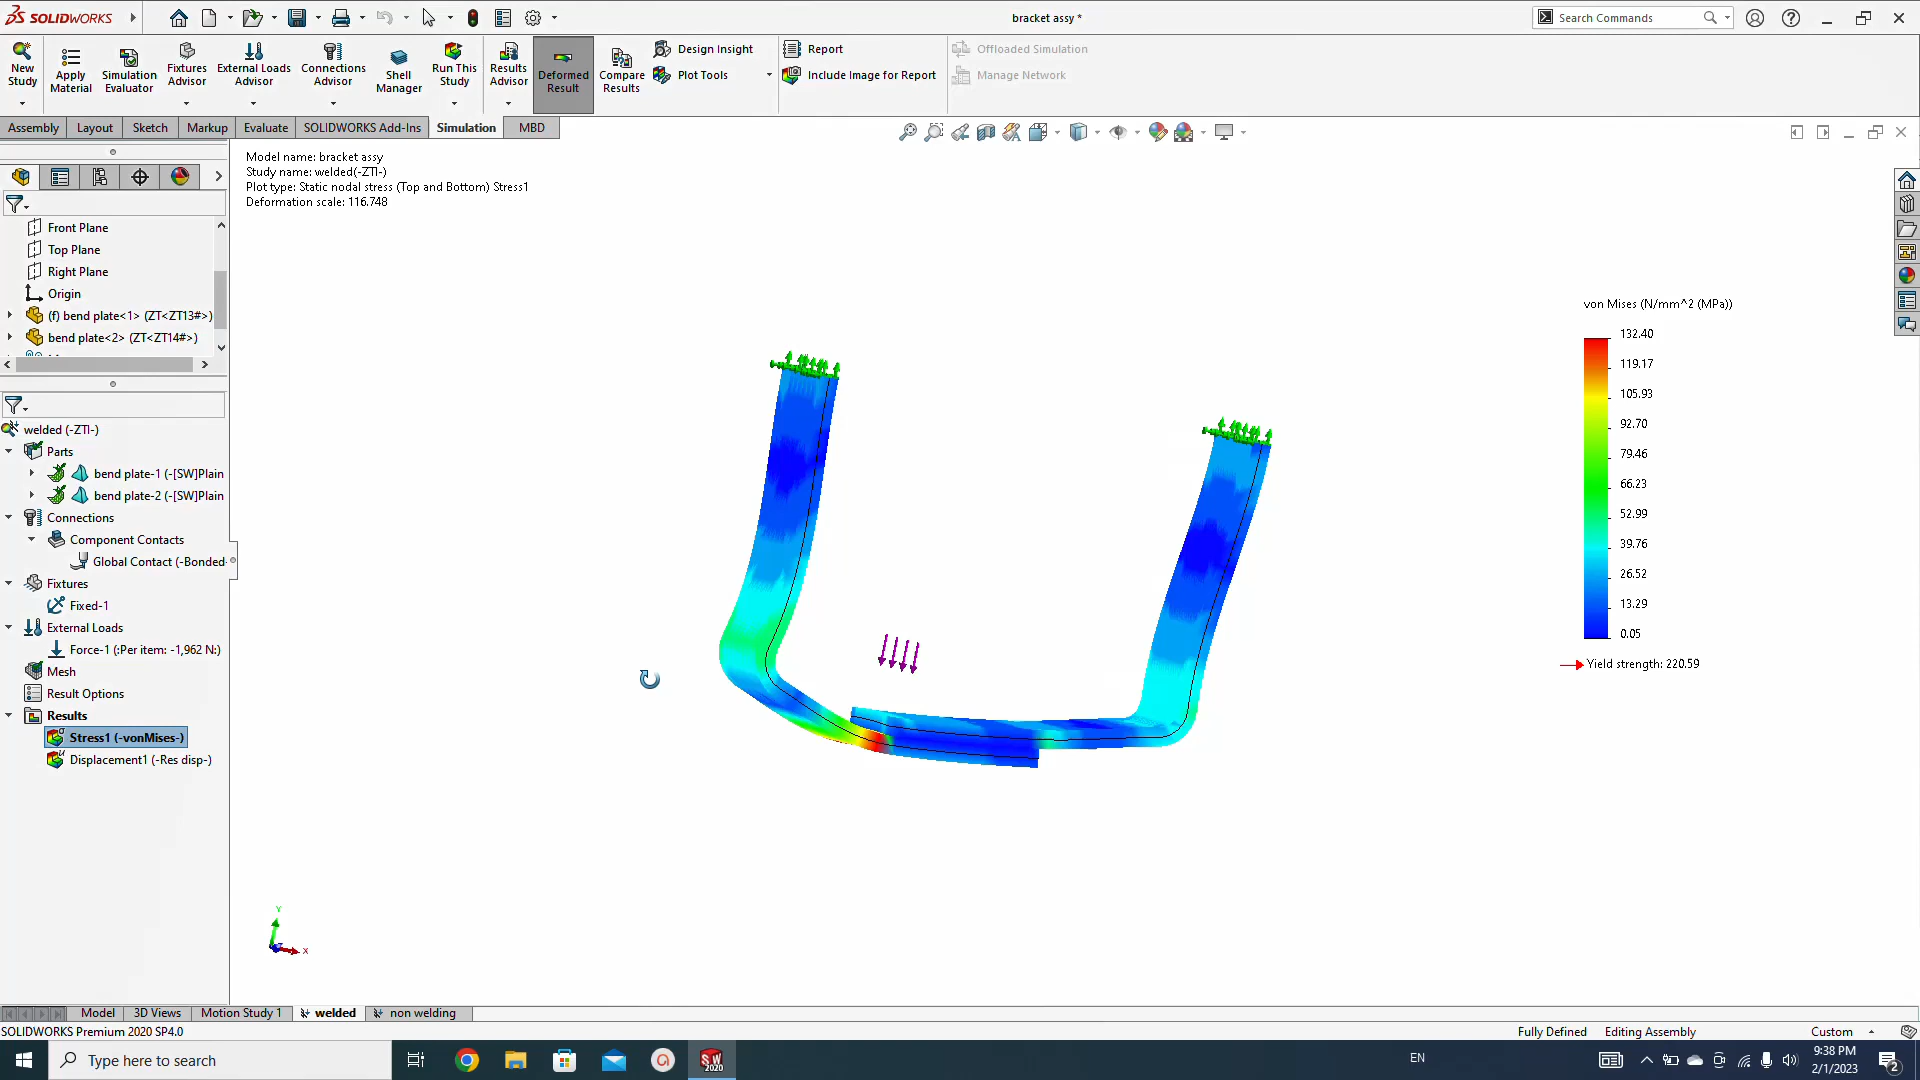 SOLIDWORKS
bracket assy *
Search Commands
New Study
Apply Material
Simulation Evaluator
Fixtures Advisor
External Loads Advisor
Connections Advisor
Shell Manager
Run This Study
Results Advisor
Deformed Result
Compare Results
Design Insight
Plot Tools
Report
Include Image for Report
Offloaded Simulation
Manage Network
Assembly
Layout
Sketch
Markup
Evaluate
SOLIDWORKS Add-Ins
Simulation
MBD
Model name: bracket assy
Study name: welded(-ZTl-)
Plot type: Static nodal stress (Top and Bottom) Stress1
Deformation scale: 116.748
Front Plane
Top Plane
Right Plane
Origin
(f) bend plate<1> (ZT<ZT13#>)
bend plate<2> (ZT<ZT14#>)
welded (-ZTl-)
Parts
bend plate-1 (-[SW]Plain
bend plate-2 (-[SW]Plain
Connections
Component Contacts
Global Contact (-Bonded-
Fixtures
Fixed-1
External Loads
Force-1 (:Per item: -1,962 N:)
Mesh
Result Options
Results
Stress1 (-vonMises-)
Displacement1 (-Res disp-)
von Mises (N/mm^2 (MPa))
132.40
119.17
105.93
92.70
79.46
66.23
52.99
39.76
26.52
13.29
0.05
Yield strength: 220.59
Y
X
Model
3D Views
Motion Study 1
welded
non welding
SOLIDWORKS Premium 2020 SP4.0
Fully Defined
Editing Assembly
Custom
Type here to search
SW
2020
EN
9:38 PM
2/1/2023
2